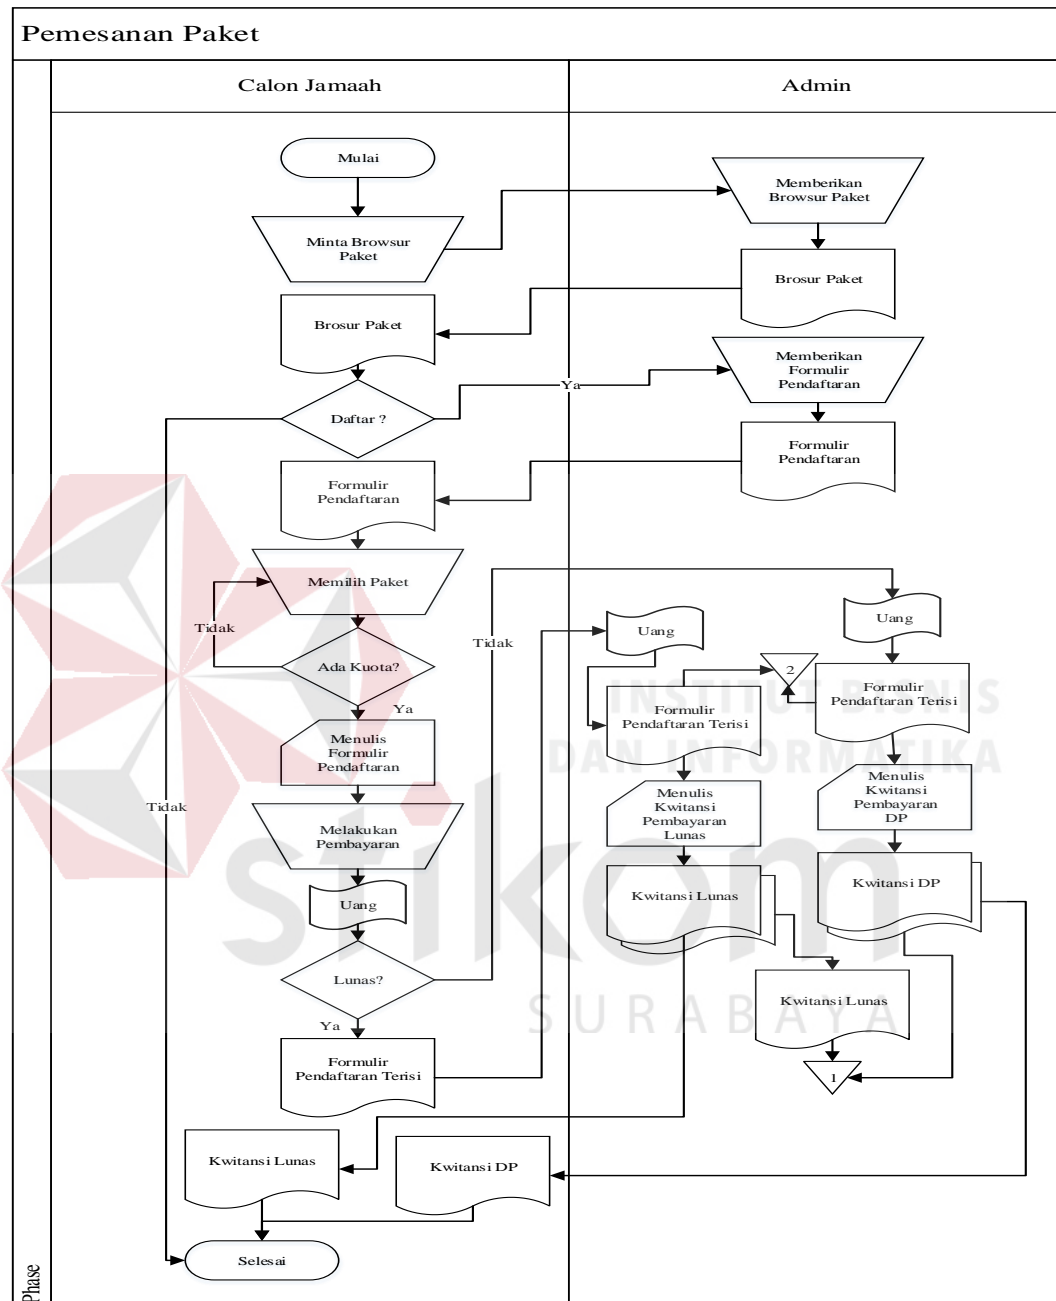 Pemesanan Paket
Calon Jamaah
Admin
Mulai
Minta Browsur
Paket
Memberikan
Browsur Paket
Brosur Paket
Brosur Paket
Daftar ?
Ya
Memberikan
Formulir
Pendaftaran
Formulir
Pendaftaran
Formulir
Pendaftaran
Memilih Paket
Tidak
Ada Kuota?
Ya
Menulis
Formulir
Pendaftaran
Tidak
Melakukan
Pembayaran
Uang
Lunas?
Tidak
Ya
Formulir
Pendaftaran Terisi
Uang
Formulir
Pendaftaran Terisi
2
Uang
Formulir
Pendaftaran Terisi
Menulis
Kwitansi
Pembayaran
Lunas
Menulis
Kwitansi
Pembayaran
DP
Kwitansi Lunas
Kwitansi DP
Kwitansi Lunas
1
Kwitansi Lunas
Kwitansi DP
Selesai
Phase
INSTITUT BISNIS
DAN INFORMATIKA
stikom
SURABAYA